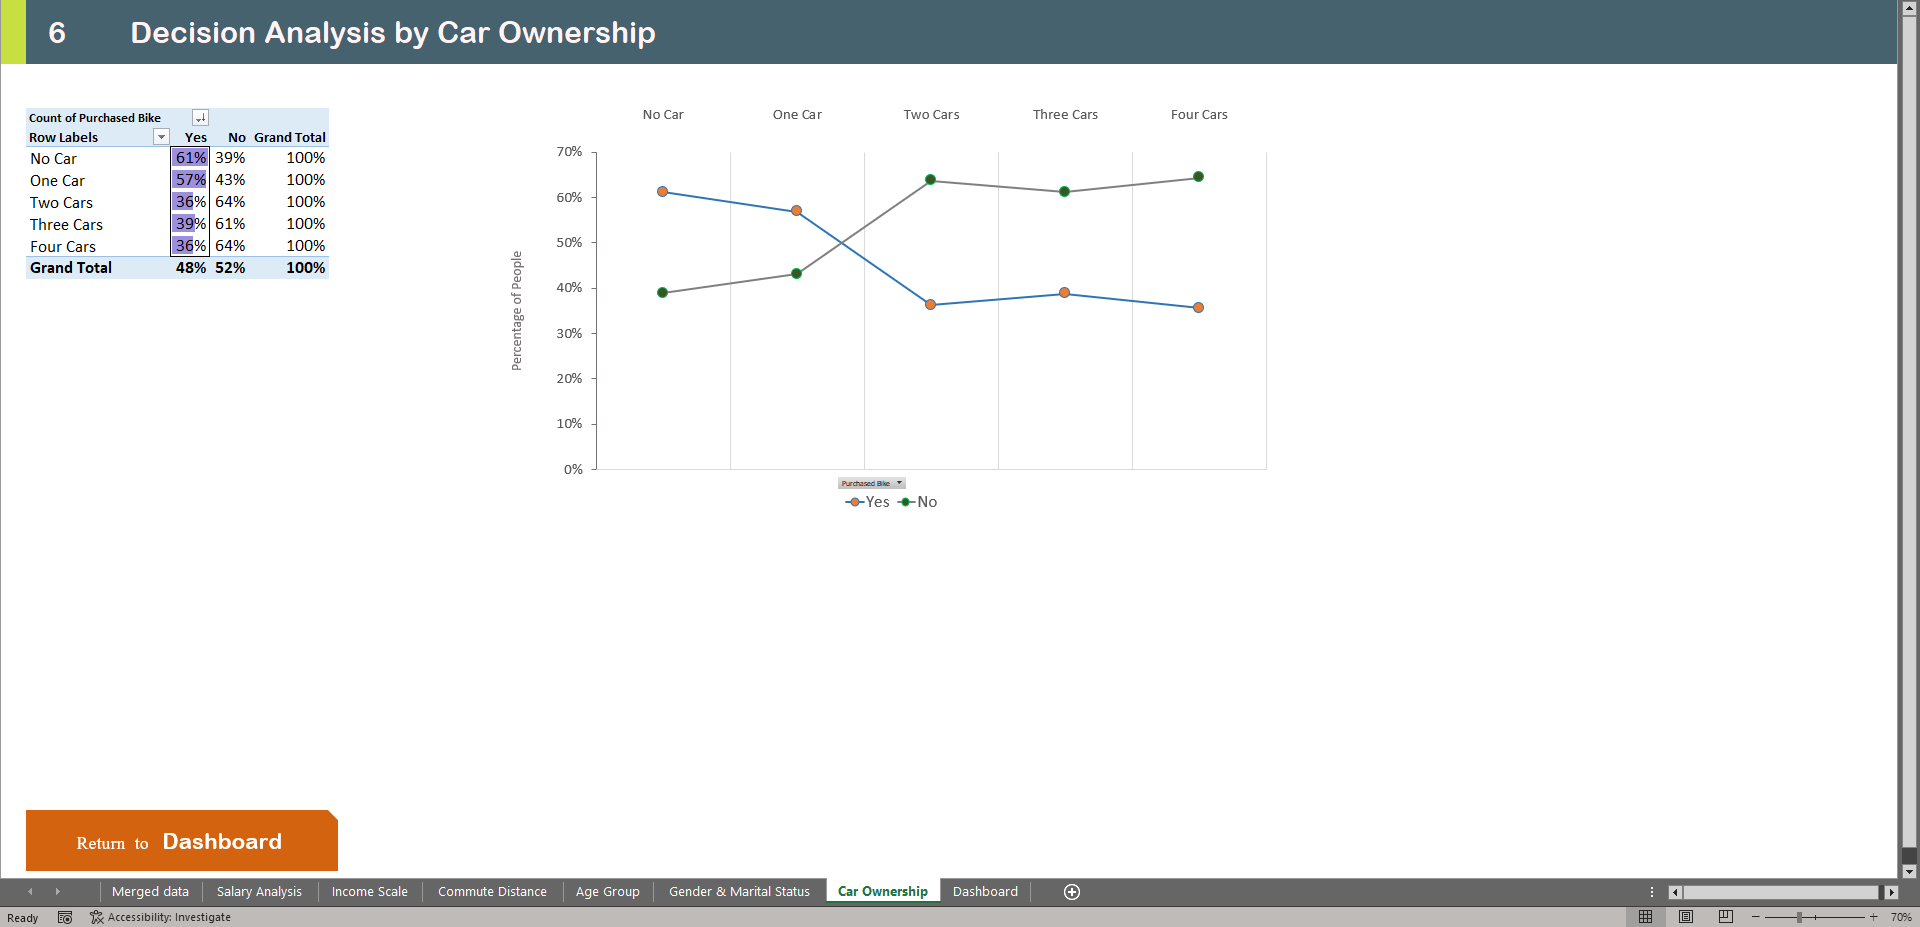 6 Decision Analysis by Car Ownership
Count of Purchased Bike
Row Labels Yes No Grand Total
No Car 61% 39% 100%
One Car 57% 43% 100%
Two Cars 36% 64% 100%
Three Cars 39% 61% 100%
Four Cars 36% 64% 100%
Grand Total 48% 52% 100%
No Car One Car Two Cars Three Cars Four Cars
70%
60%
50%
40%
30%
20%
10%
0%
Percentage of People
Purchased Bike
Yes No
Return to Dashboard
Merged data Salary Analysis Income Scale Commute Distance Age Group Gender & Marital Status Car Ownership Dashboard
Ready Accessibility: Investigate 70%